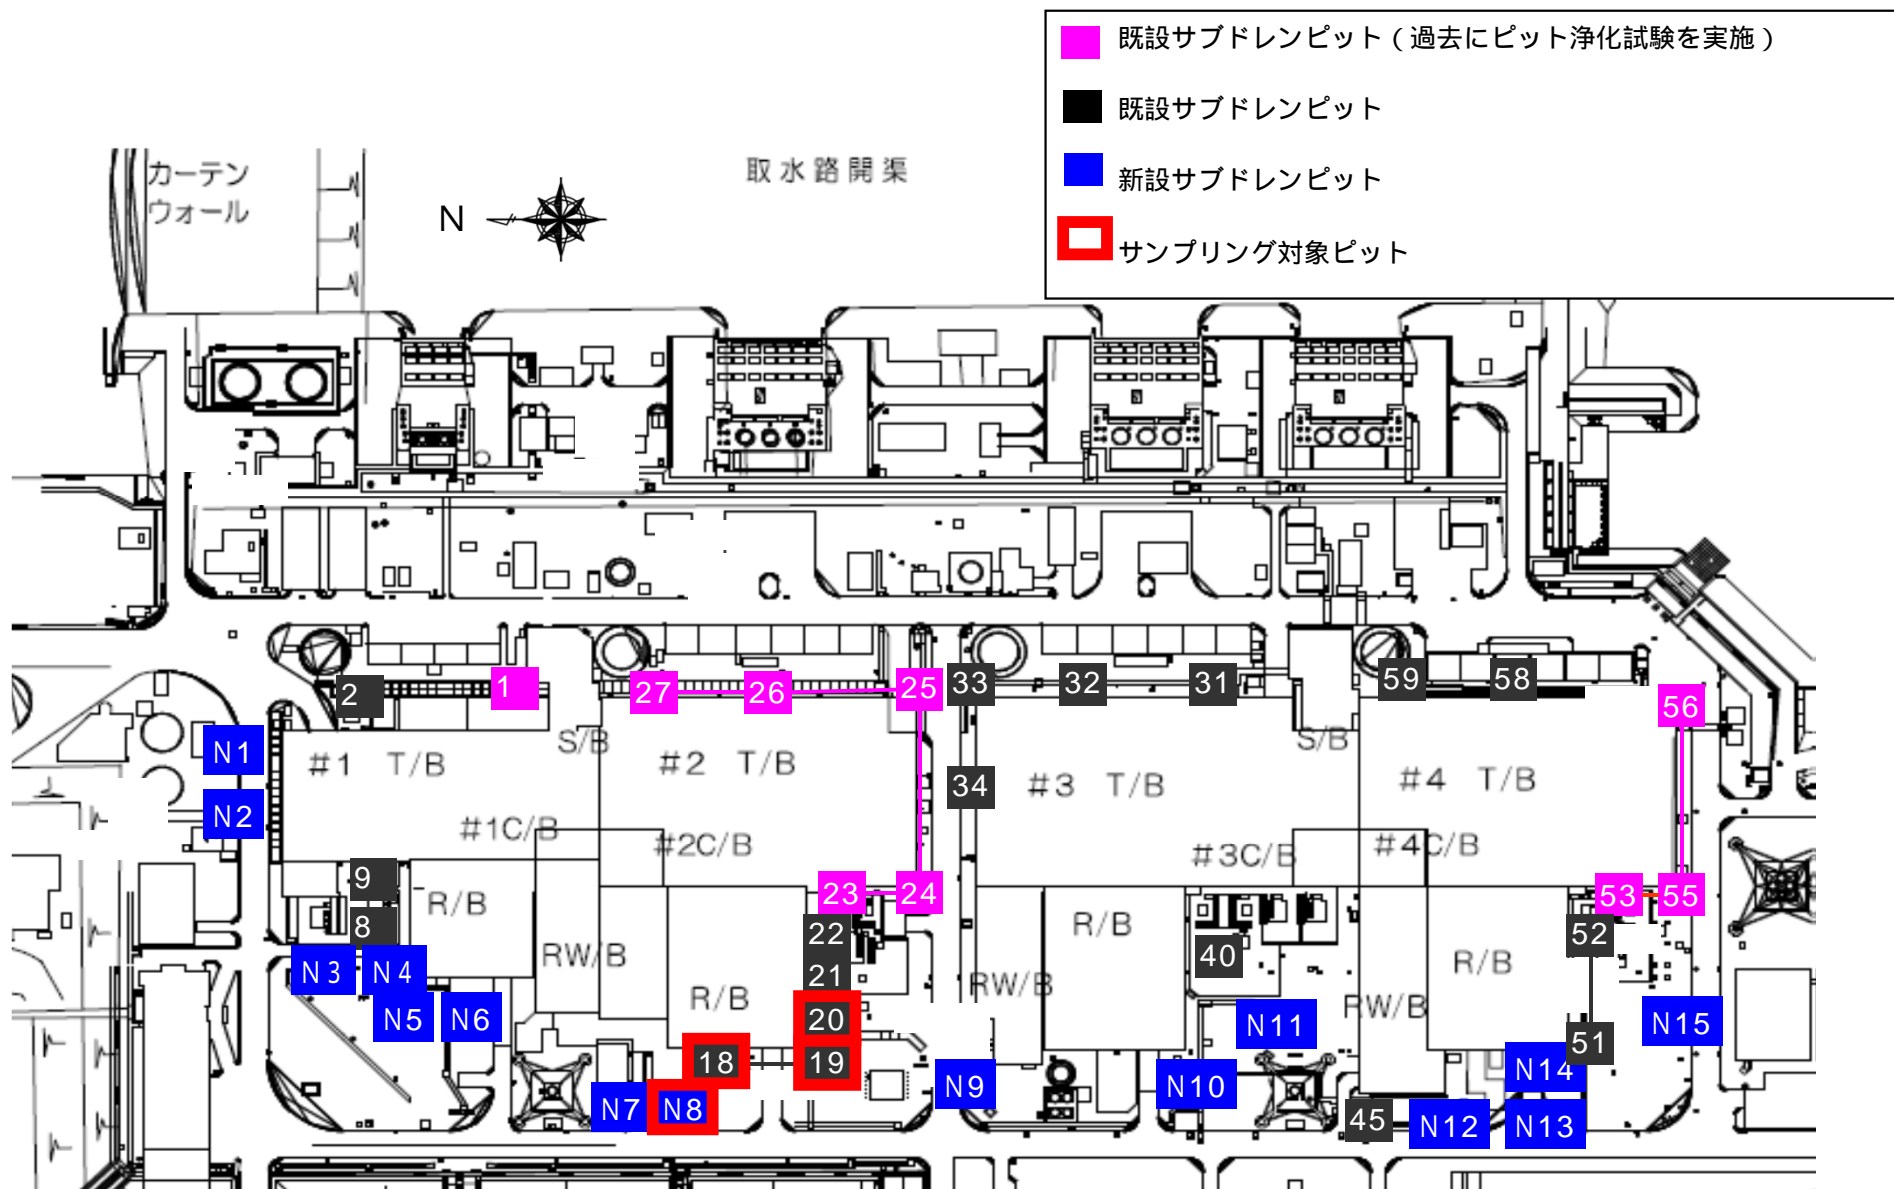 既設サブドレンピット（過去にピット浄化試験を実施）
既設サブドレンピット
新設サブドレンピット
サンプリング対象ピット
カーテン
ウォール
取水路開渠
N
2
1
27
26
25
33
32
31
59
58
56
N1
N2
#1 T/B
S/B
#2 T/B
34
#3 T/B
S/B
#4 T/B
#1C/B
#2C/B
#3C/B
#4C/B
9
8
R/B
23
24
22
21
20
19
18
R/B
40
53
55
52
51
R/B
N3
N4
N5
N6
RW/B
R/B
RW/B
RW/B
N7
N8
N9
N10
N11
45
N12
N13
N14
N15